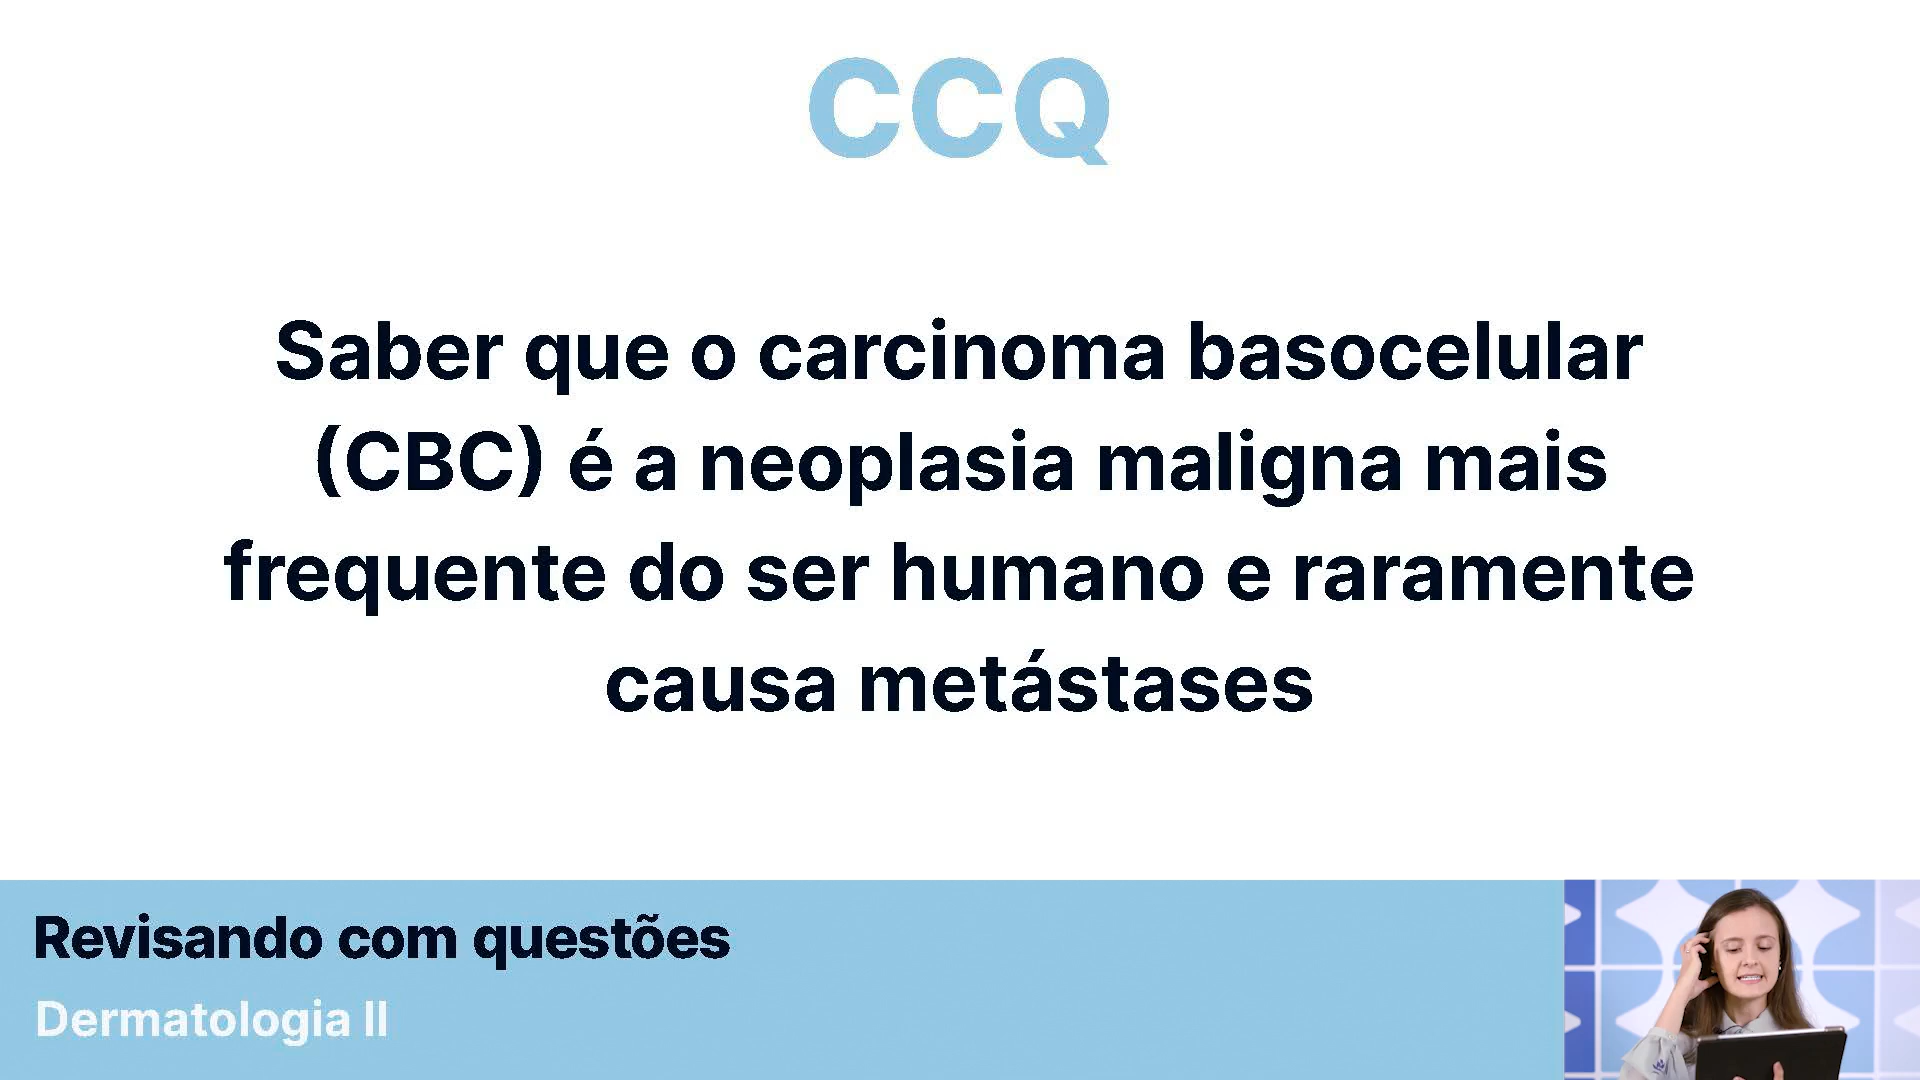 CCQ
Saber que o carcinoma basocelular
(CBC) é a neoplasia maligna mais
frequente do ser humano e raramente
causa metástases
Revisando com questões
Dermatologia II